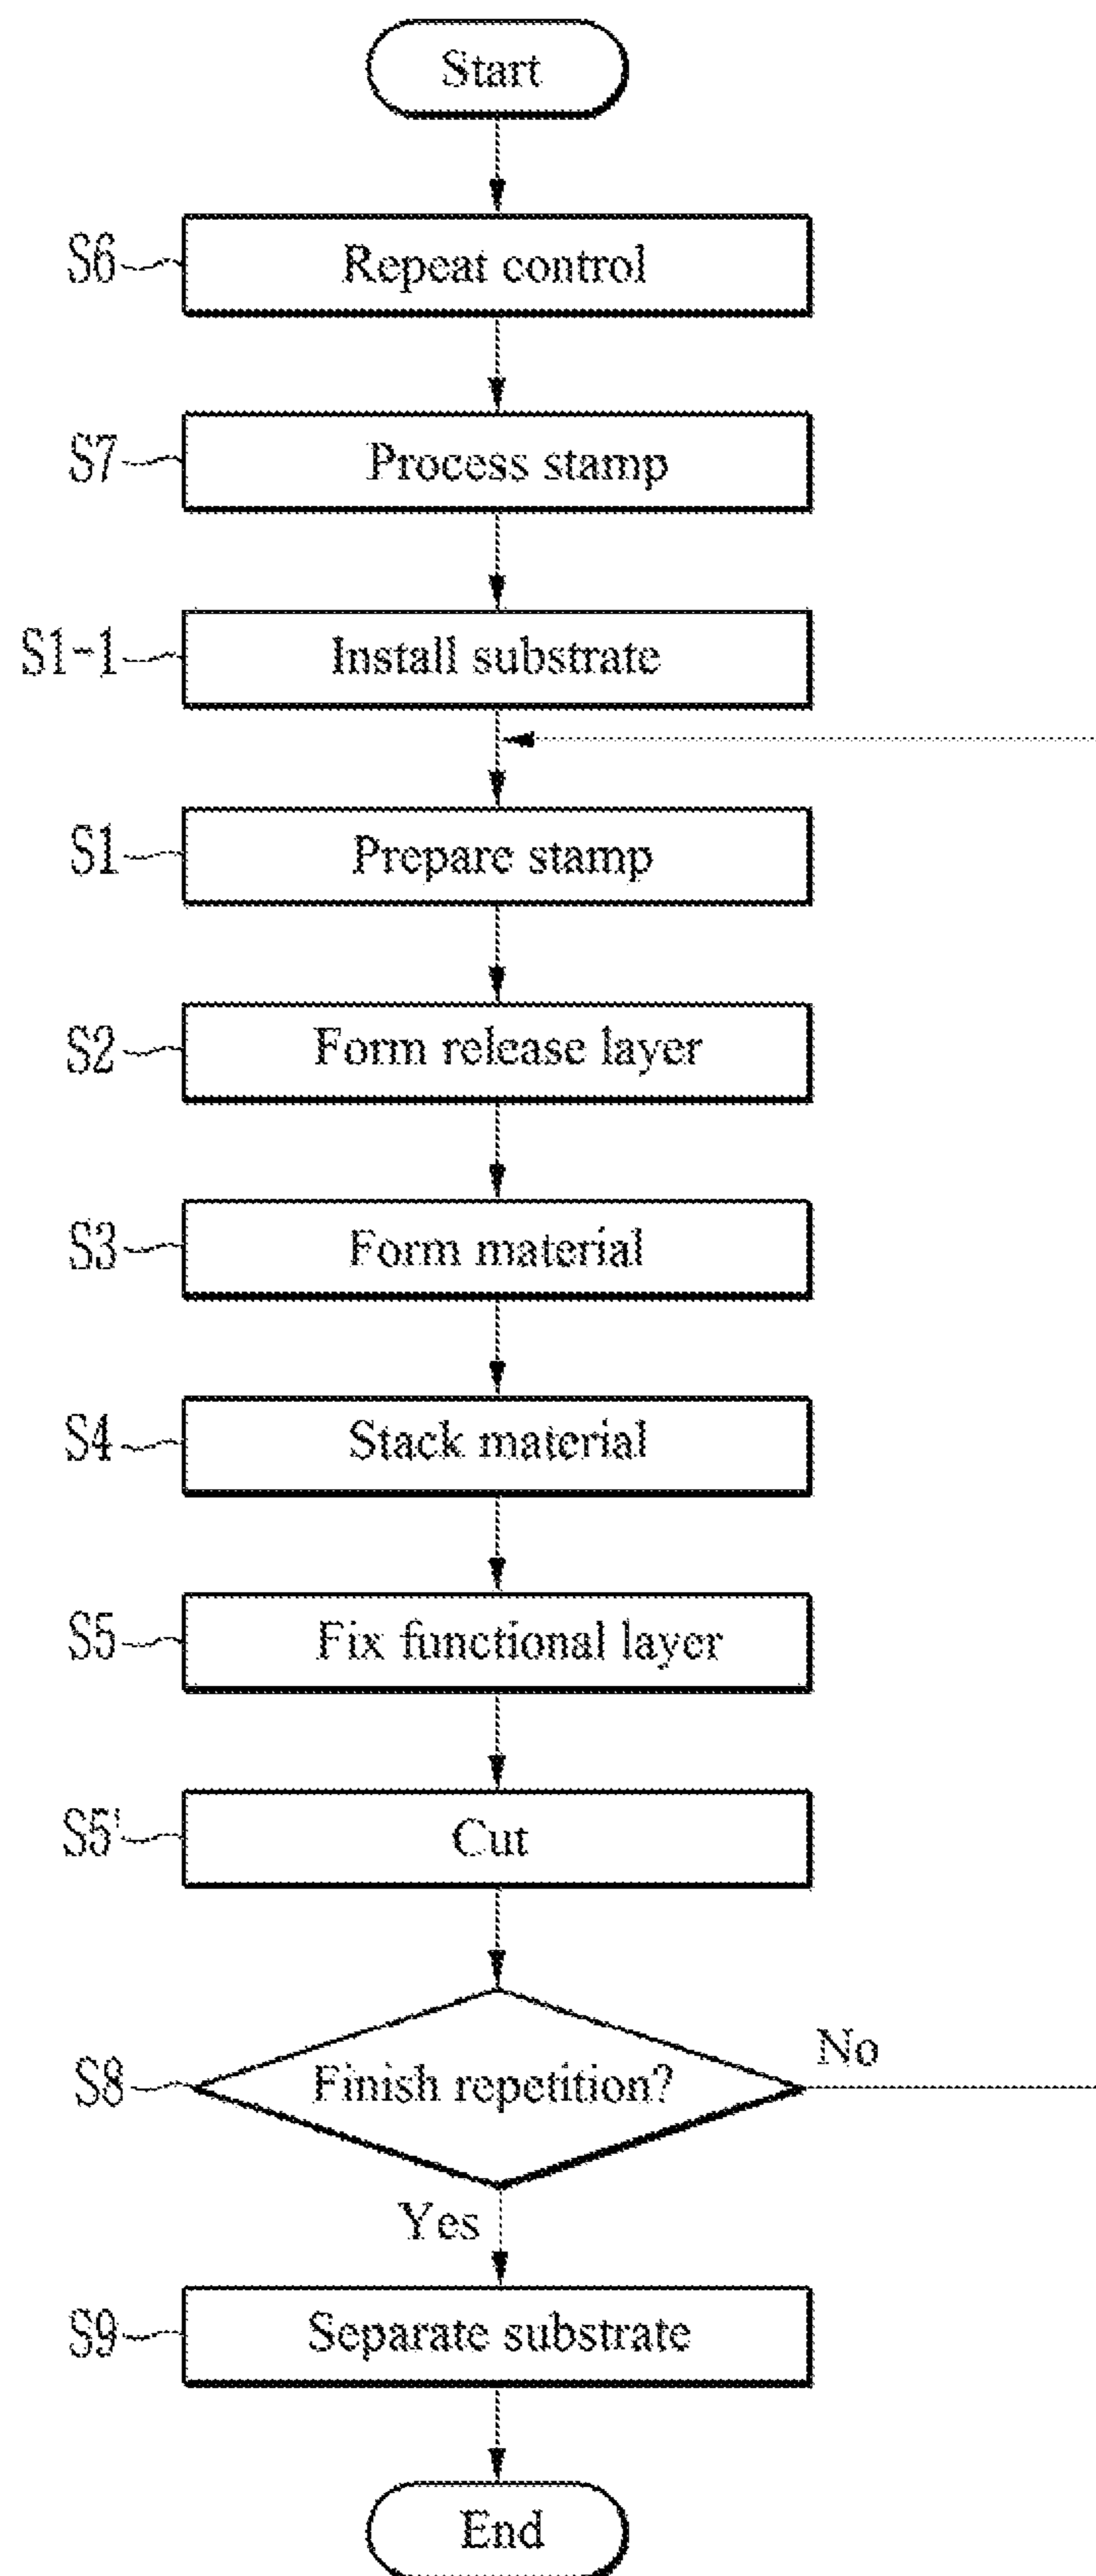 Start
S6 Repeat control
S7 Process stamp
S1-1 Install substrate
S1 Prepare stamp
S2 Form release layer
S3 Form material
S4 Stack material
S5 Fix functional layer
S5' Cut
No
S8 Finish repetition?
Yes
S9 Separate substrate
End